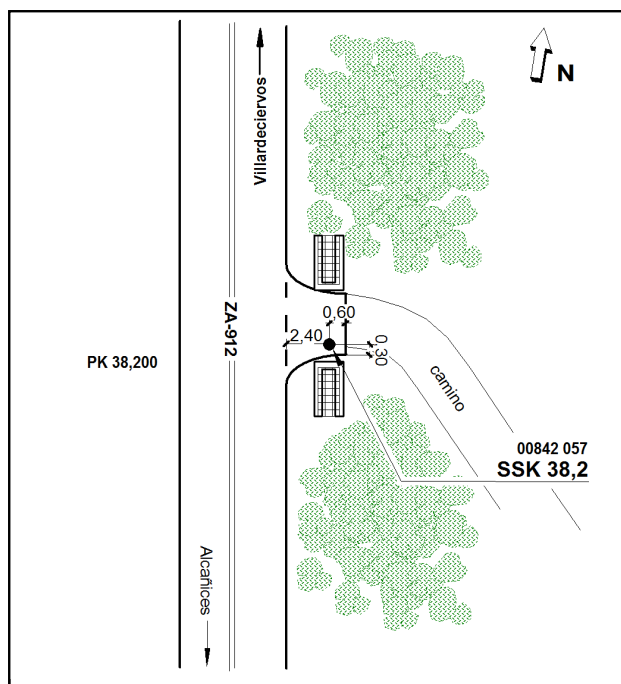 N
Villardeciervos
ZA-912
PK 38,200
0,60
2,40
0,30
camino
00842 057
SSK 38,2
Alcañices